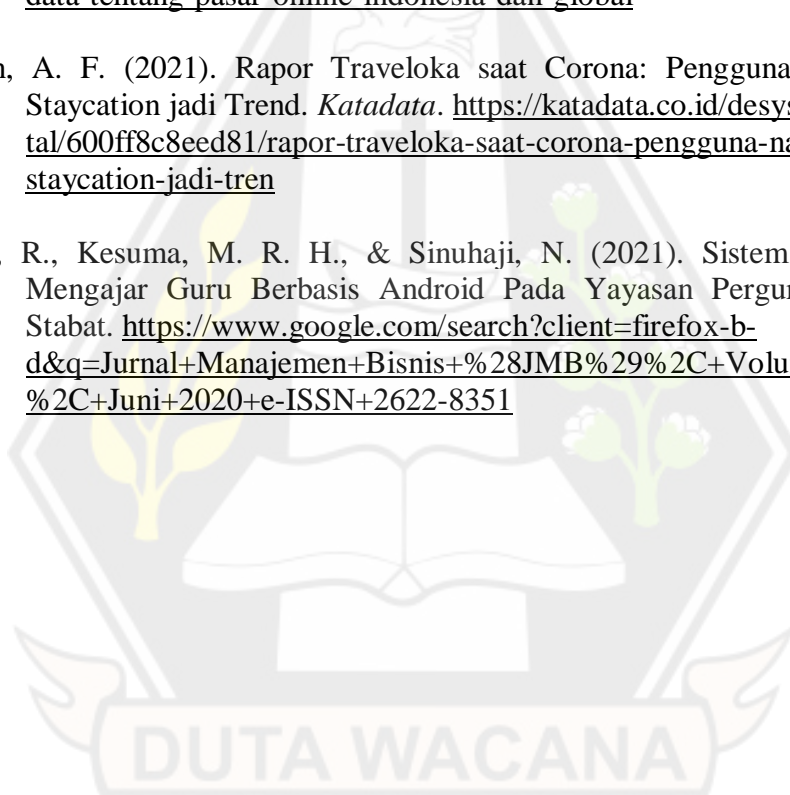 data tentang pasar online indonesia dan global
A. F. (2021). Rapor Traveloka saat Corona: Pengguna
Staycation jadi Trend. Katadata. https://katadata.co.id/desys
tal/600ff8c8eed81/rapor-traveloka-saat-corona-pengguna-na
staycation-jadi-tren
R., Kesuma, M. R. H., & Sinuhaji, N. (2021). Sistem
Mengajar Guru Berbasis Android Pada Yayasan Pergur
Stabat. https://www.google.com/search?client=firefox-b-
d&q=Jurnal+Manajemen+Bisnis+%28JMB%29%2C+Volu
%2C+Juni+2020+e-ISSN+2622-8351
DUTA WACANA